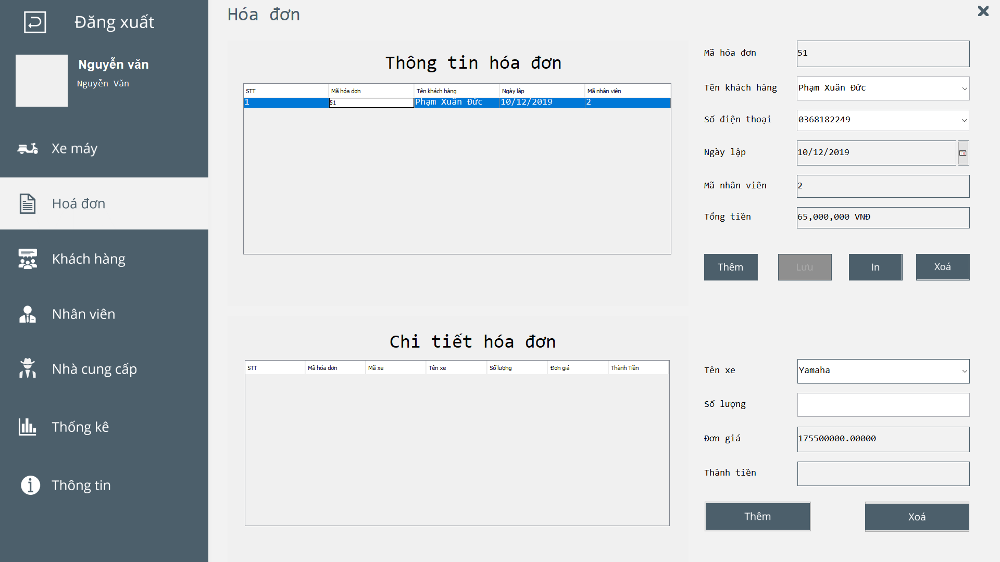 Đăng xuất
Nguyễn văn
Nguyễn Văn
Xe máy
Hoá đơn
Khách hàng
Nhân viên
Nhà cung cấp
Thống kê
Thông tin
Hóa đơn
Thông tin hóa đơn
STT Mã hóa đơn Tên khách hàng Ngày lập Mã nhân viên
1 51 Phạm Xuân Đức 10/12/2019 2
Mã hóa đơn 51
Tên khách hàng Phạm Xuân Đức
Số điện thoại 0368182249
Ngày lập 10/12/2019
Mã nhân viên 2
Tổng tiền 65,000,000 VNĐ
Thêm Lưu In Xoá
Chi tiết hóa đơn
STT Mã hóa đơn Mã xe Tên xe Số lượng Đơn giá Thành Tiền
Tên xe Yamaha
Số lượng
Đơn giá 175500000.00000
Thành tiền
Thêm Xoá